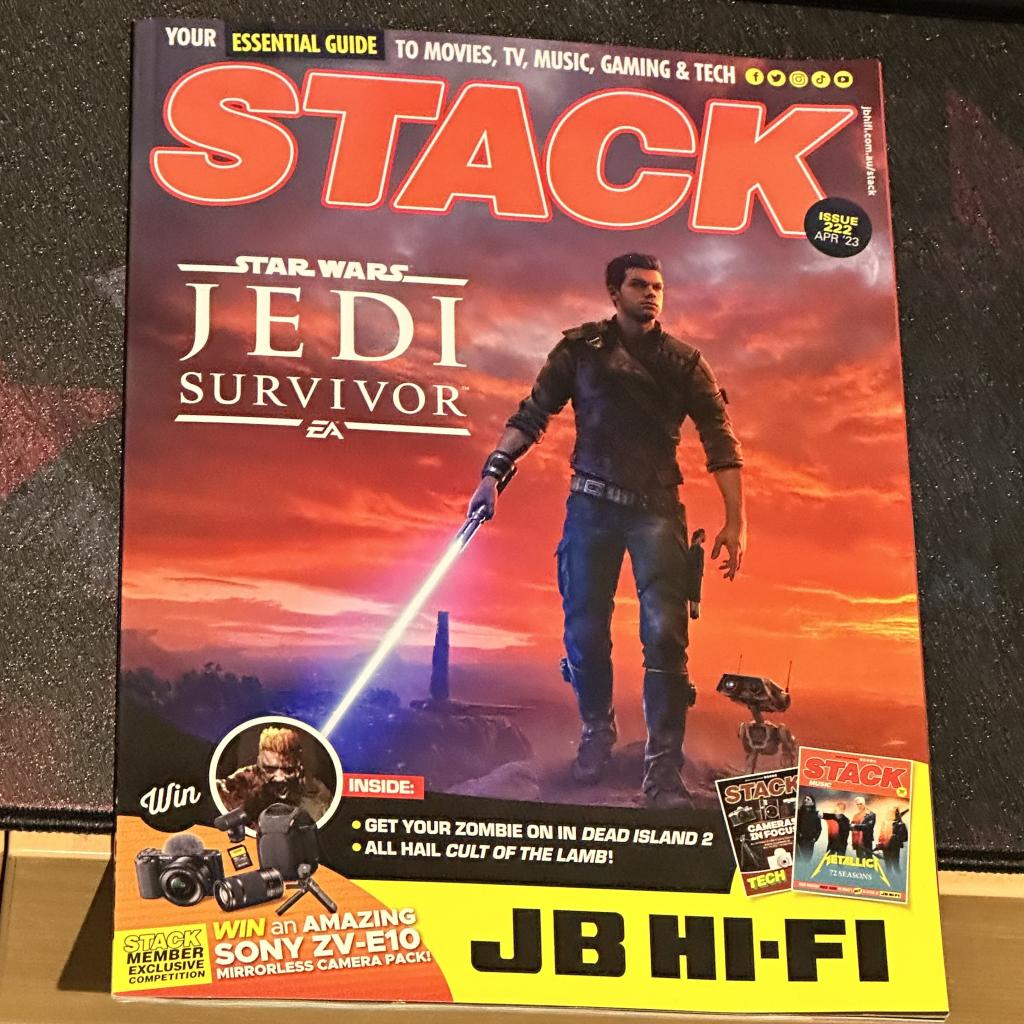 YOUR ESSENTIAL GUIDE TO MOVIES, TV, MUSIC, GAMING & TECH
STACK
jbhifi.com.au/stack
ISSUE
222
APR '23
STAR WARS
JEDI
SURVIVOR™
EA
Win
INSIDE:
• GET YOUR ZOMBIE ON IN DEAD ISLAND 2
• ALL HAIL CULT OF THE LAMB!
STACK
CAMERAS
IN FOCUS
TECH
STACK
MUSIC
METALLICA
72 SEASONS
STACK
MEMBER
EXCLUSIVE
COMPETITION
WIN an AMAZING
SONY ZV-E10
MIRRORLESS CAMERA PACK!
JB HI-FI